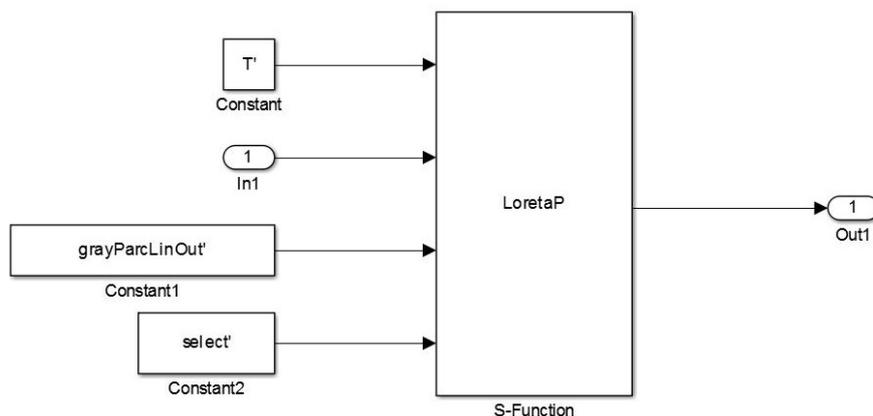 T'
Constant
1
In1
grayParcLinOut'
Constant1
select'
Constant2
LoretaP
S-Function
1
Out1